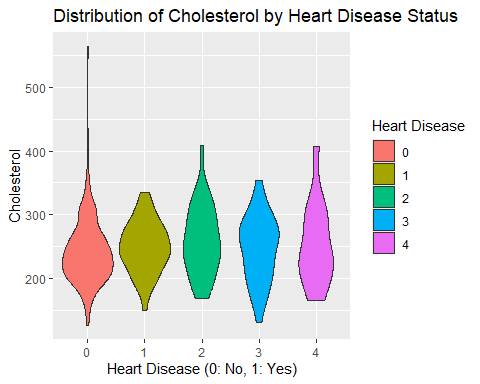 Distribution of Cholesterol by Heart Disease Status
Cholesterol
500
400
300
200
0 1 2 3 4
Heart Disease (0: No, 1: Yes)
Heart Disease
0
1
2
3
4